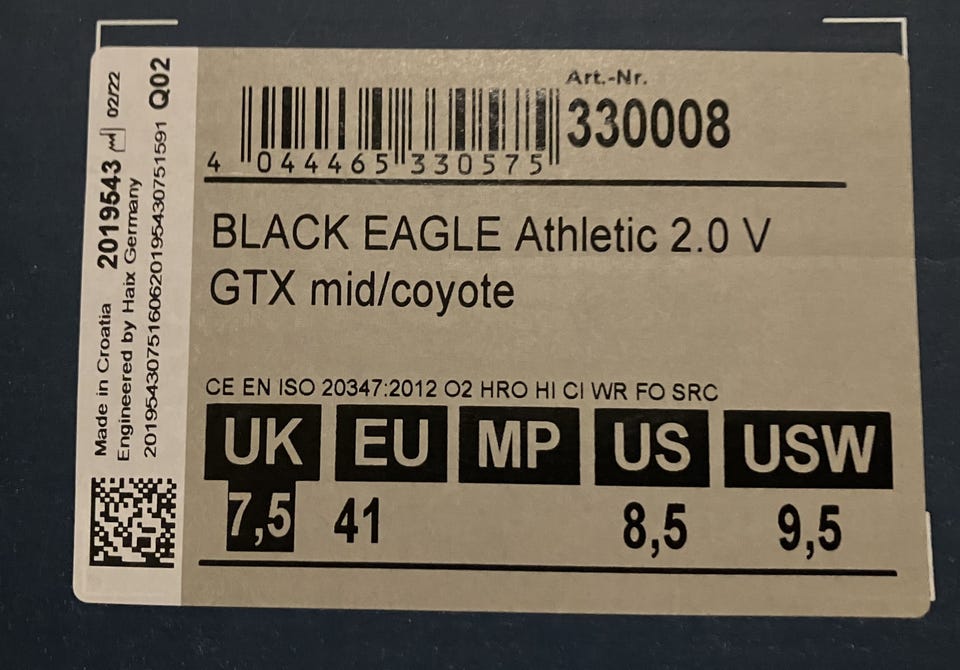 Made in Croatia 2019543 02/22
Engineered by Haix Germany
20195430751606201954307515​91 Q02
Art.-Nr.
330008
4 044465 330575
BLACK EAGLE Athletic 2.0 V
GTX mid/coyote
CE EN ISO 20347:2012 O2 HRO HI CI WR FO SRC
UK EU MP US USW
7,5 41 8,5 9,5